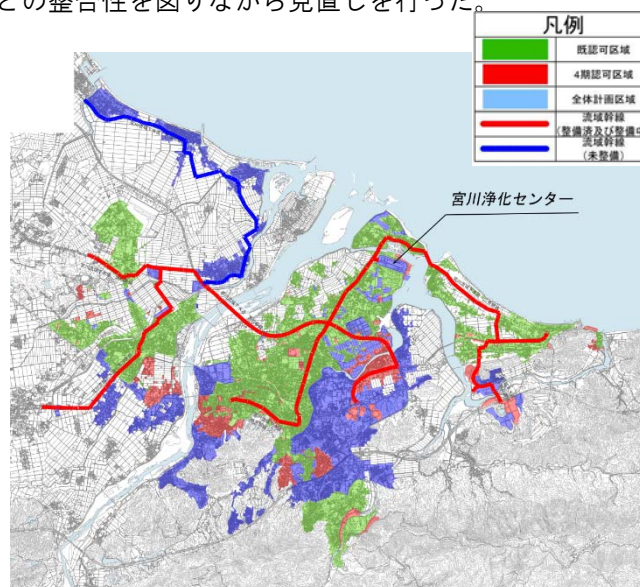 との整合性を図りながら見直しを行った。
凡例
既認可区域
4期認可区域
全体計画区域
流域幹線
(整備済及び整備中
流域幹線
(未整備)
宮川浄化センター